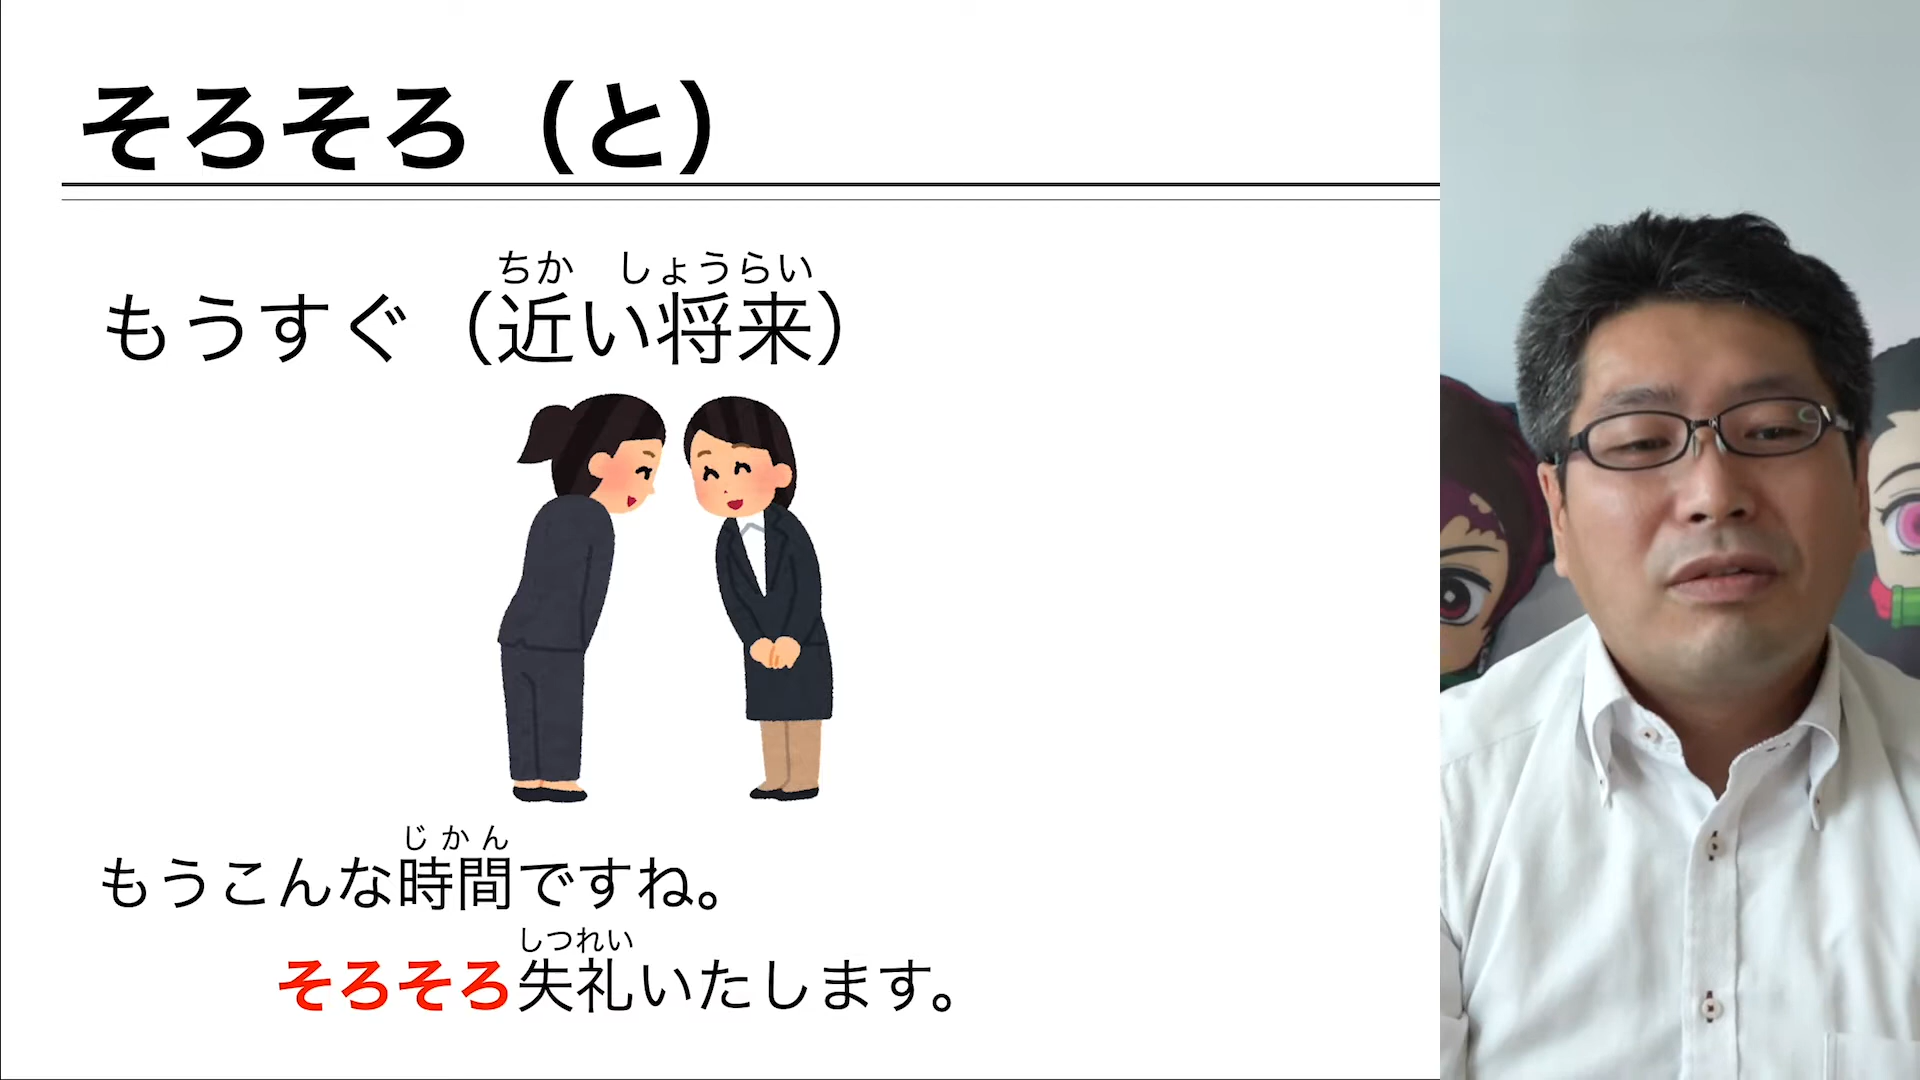 そろそろ（と）
ちか しょうらい
もうすぐ（近い将来）
じかん
もうこんな時間ですね。
しつれい
そろそろ失礼いたします。